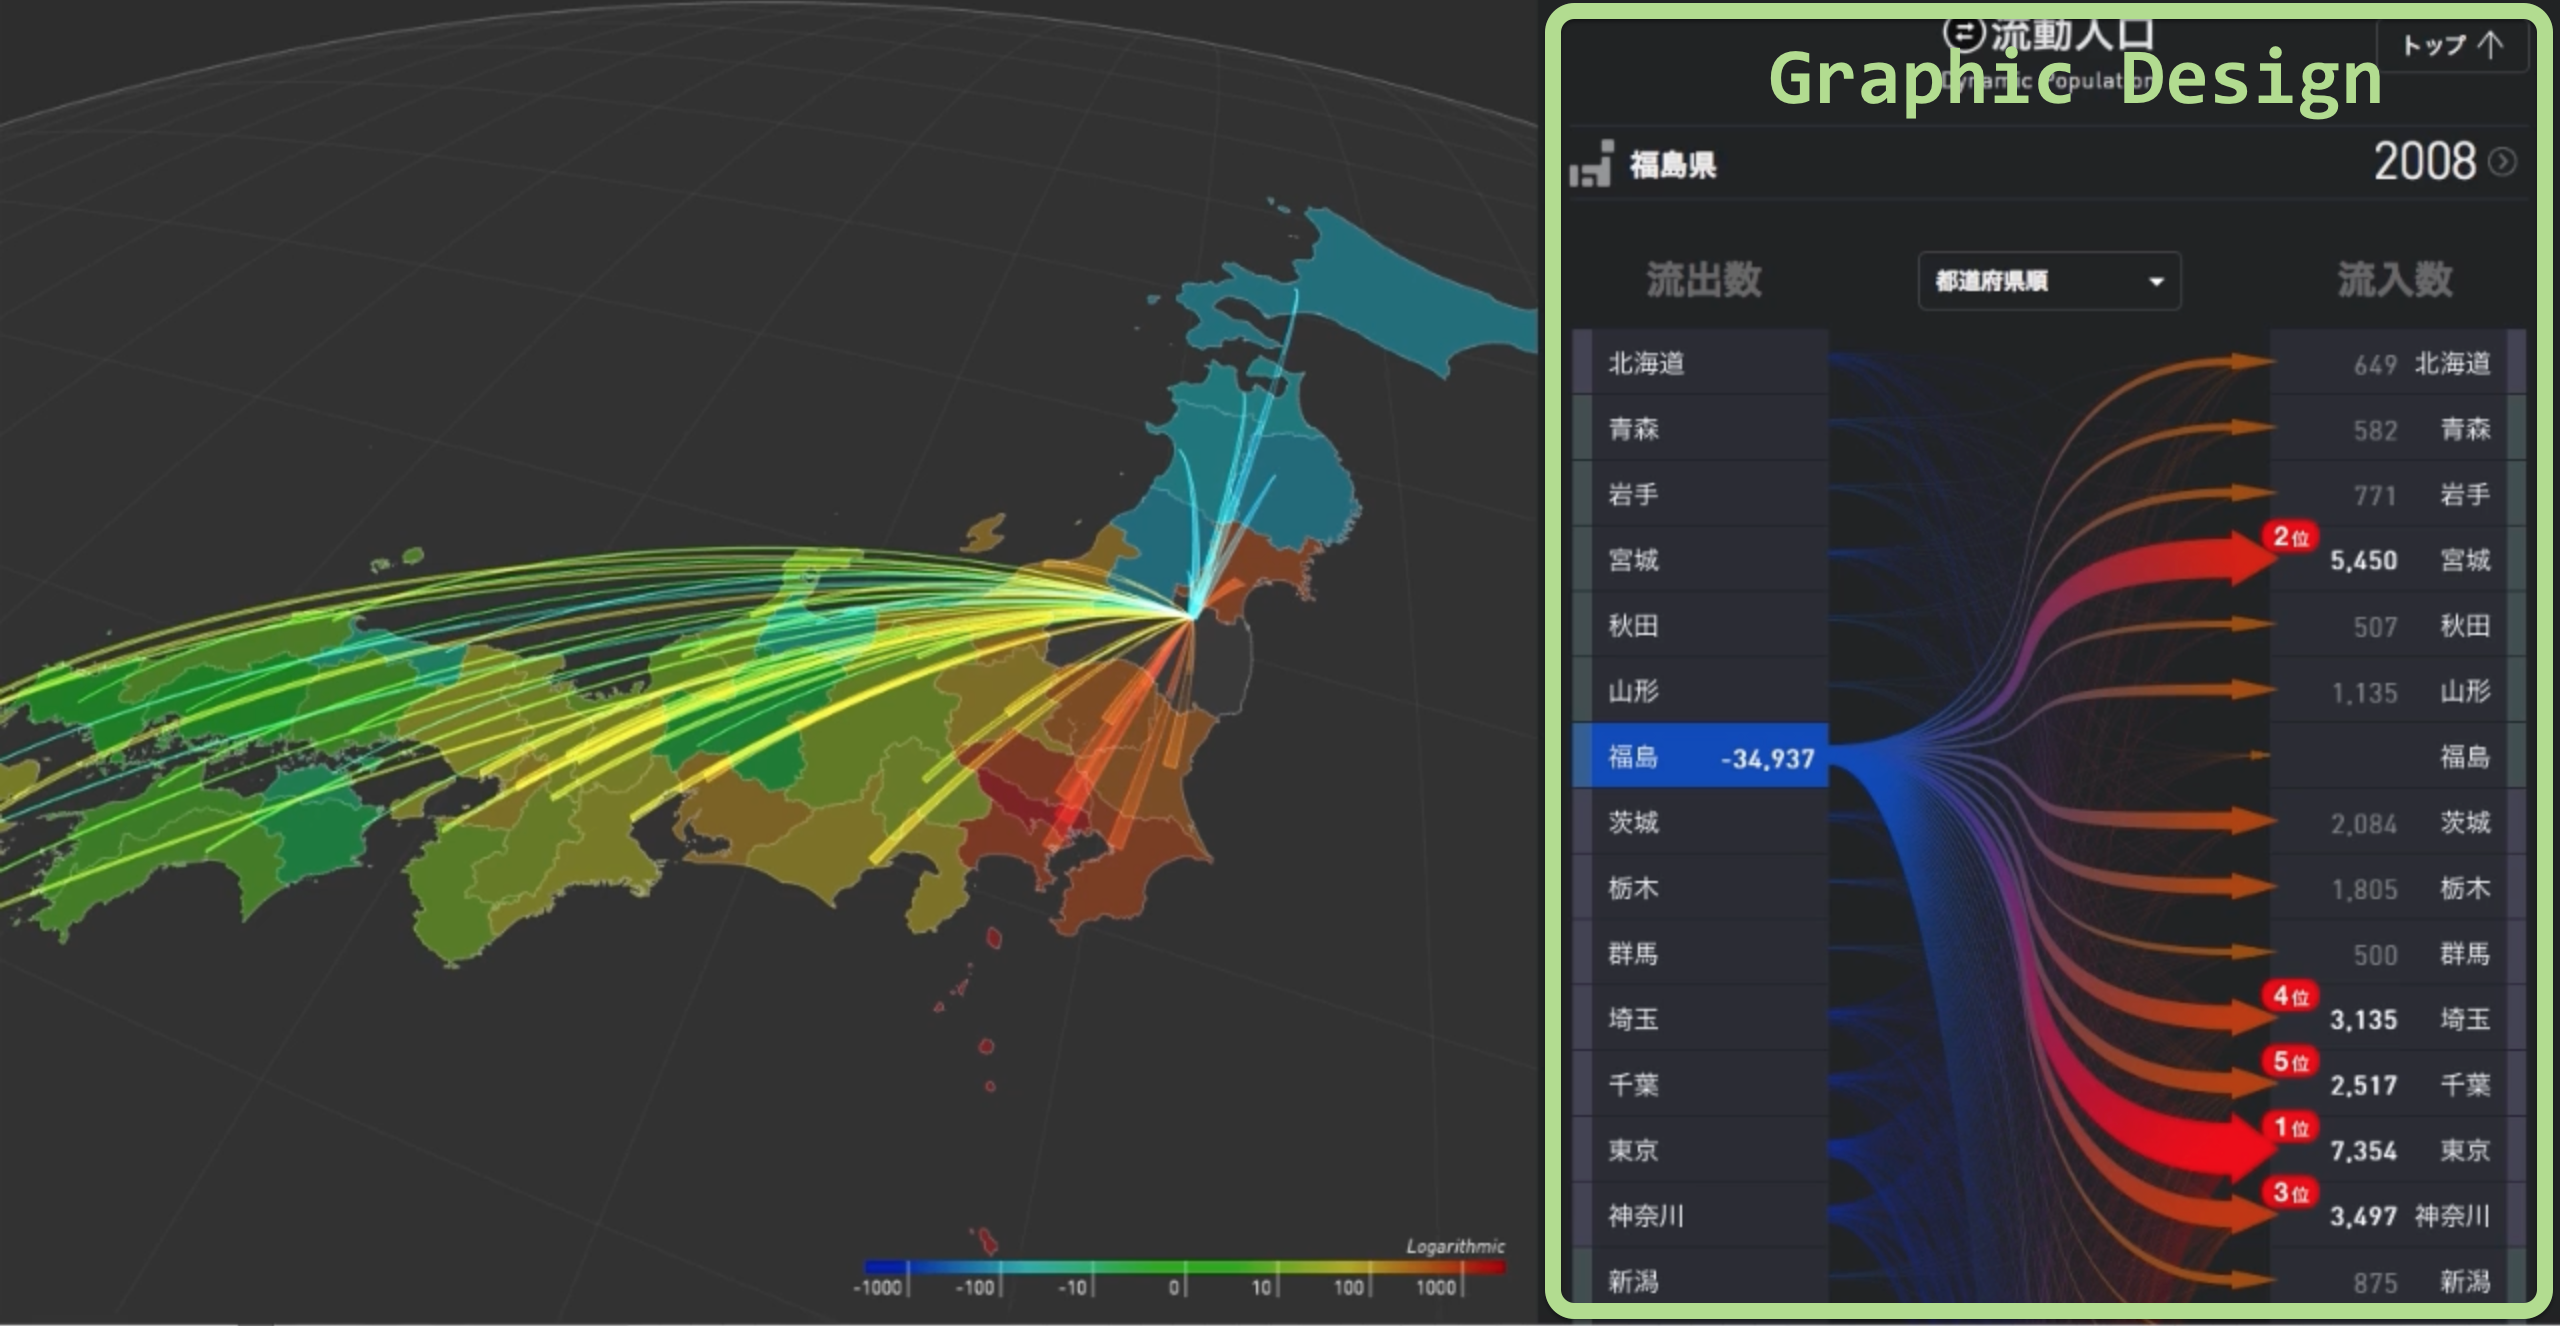 流動人口
Dynamic Population
Graphic Design
トップ ↑
福島県
2008
流出数
都道府県順
流入数
北海道
649 北海道
青森
582 青森
岩手
771 岩手
宮城
2位
5,450 宮城
秋田
507 秋田
山形
1,135 山形
福島 -34,937
福島
茨城
2,084 茨城
栃木
1,805 栃木
群馬
500 群馬
埼玉
4位
3,135 埼玉
千葉
5位
2,517 千葉
東京
1位
7,354 東京
神奈川
3位
3,497 神奈川
新潟
875 新潟
Logarithmic
-1000 -100 -10 0 10 100 1000